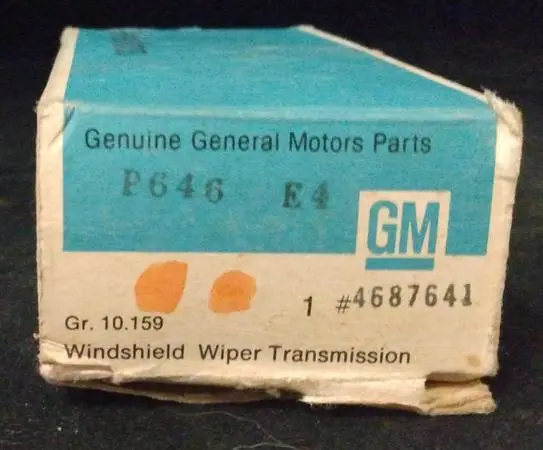 Genuine General Motors Parts
P646 E4
GM
1 #4687641
Gr. 10.159
Windshield Wiper Transmission